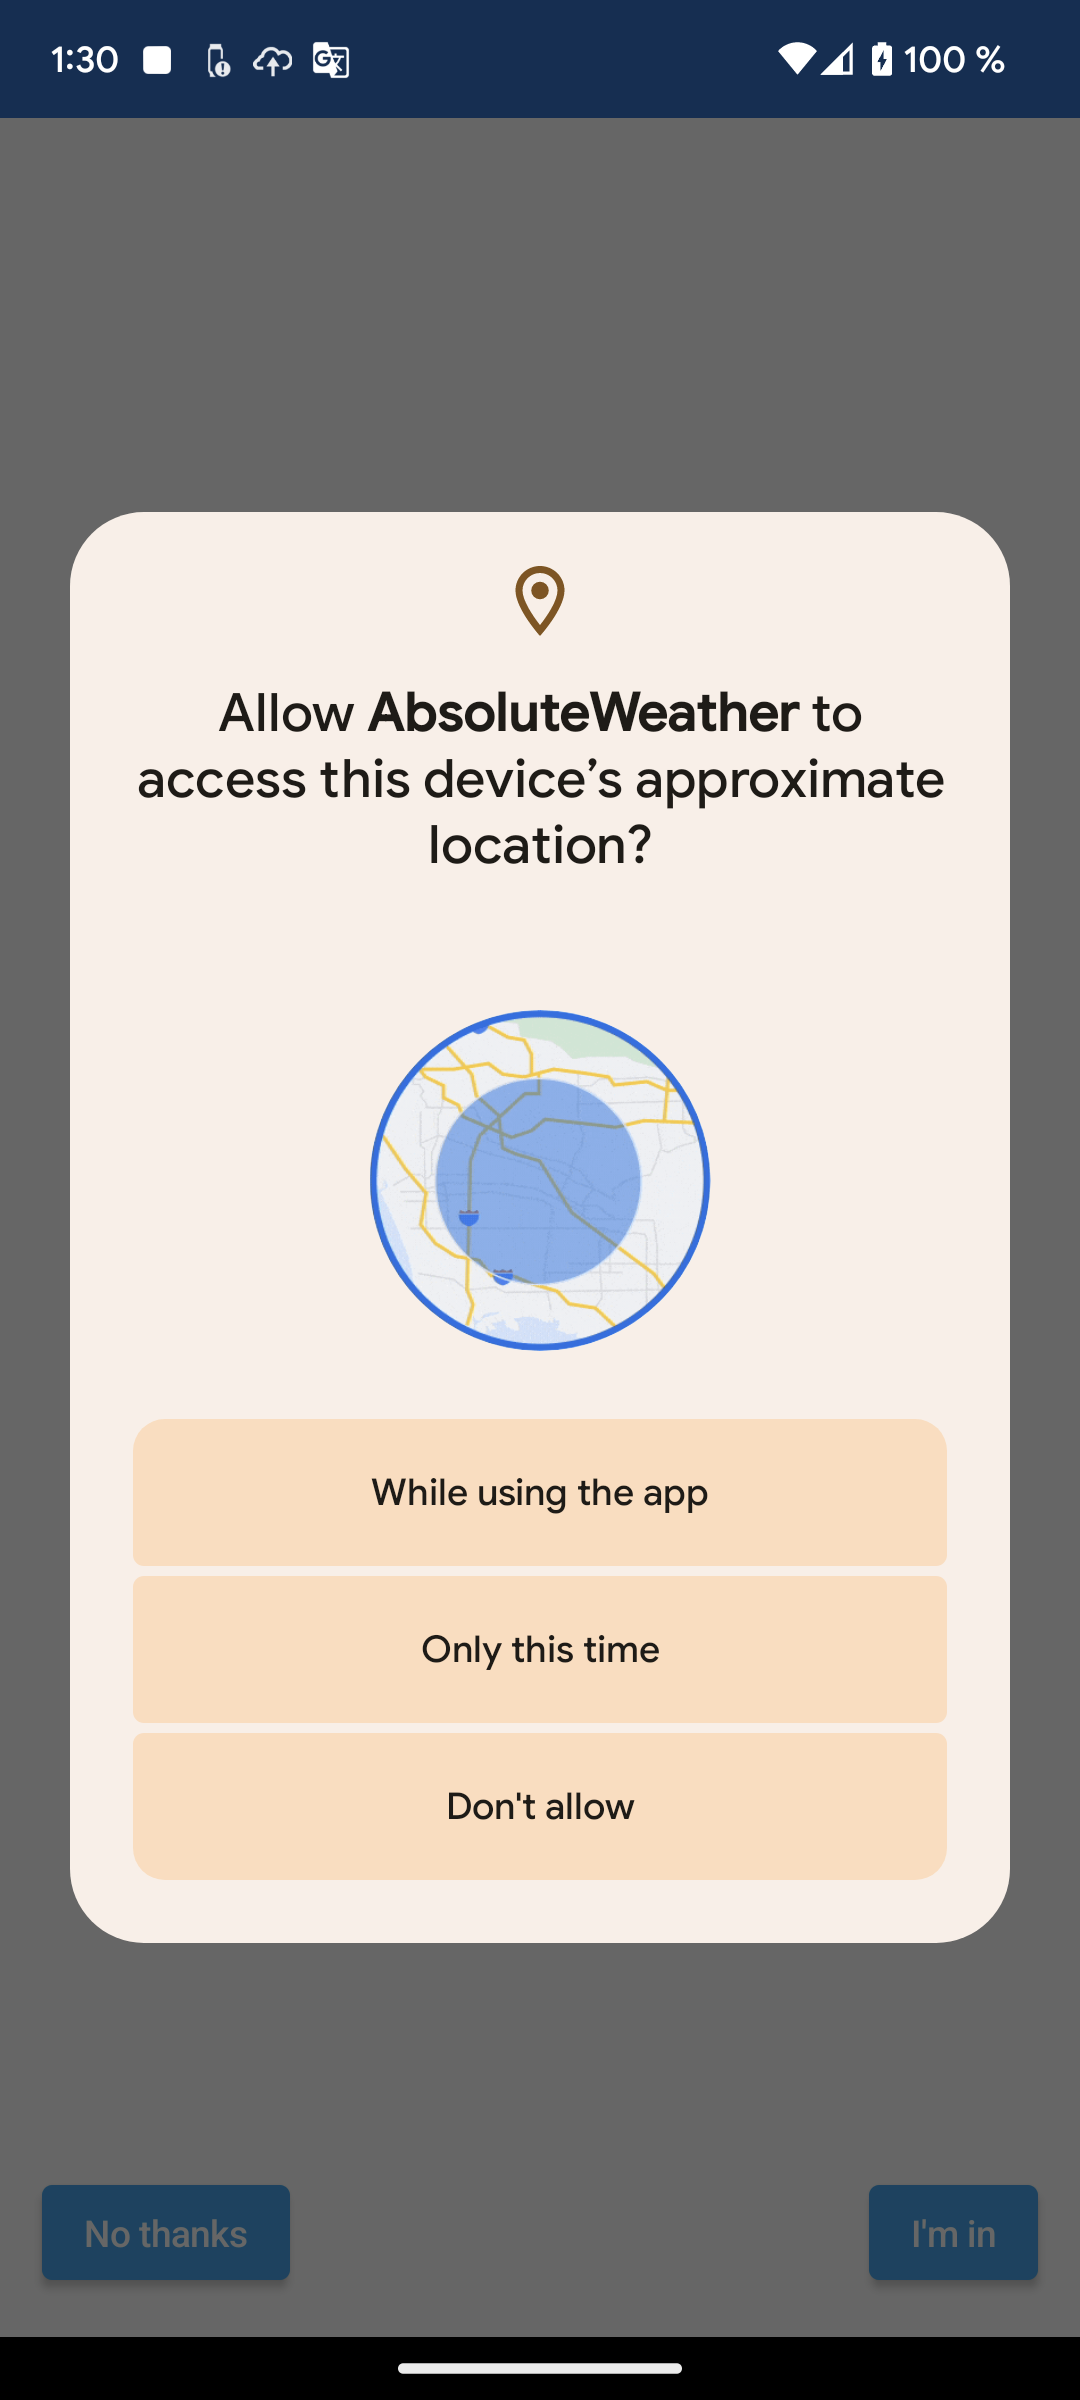 1:30
100 %
Allow AbsoluteWeather to
access this device’s approximate
location?
While using the app
Only this time
Don't allow
No thanks
I'm in